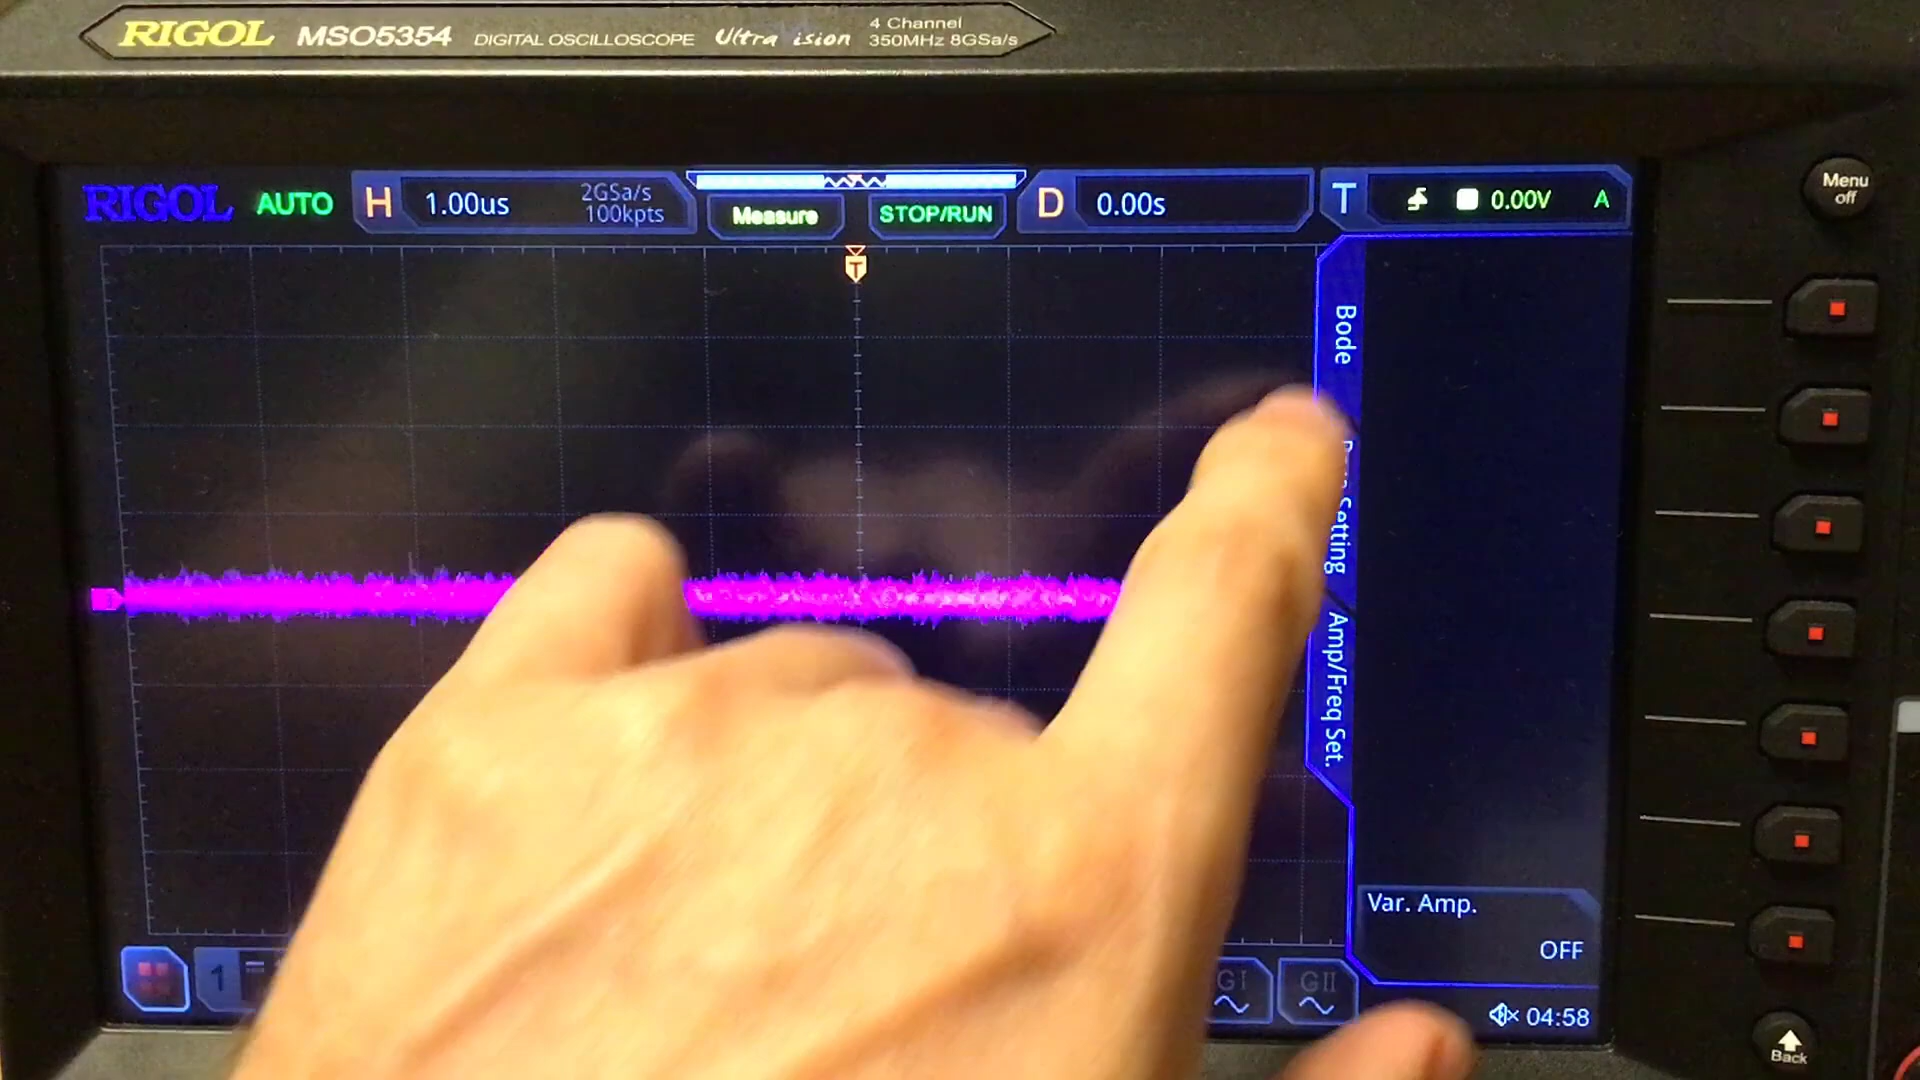 RIGOL MSO5354 DIGITAL OSCILLOSCOPE Ultra ision 4 Channel
350MHz 8GSa/s
Menu
off
RIGOL AUTO H 1.00us 2GSa/s
100kpts
Measure STOP/RUN D 0.00s T 0.00V A
T
Bode
Setting
Amp/Freq Set.
Var. Amp.
OFF
1 GI GII
04:58
Back